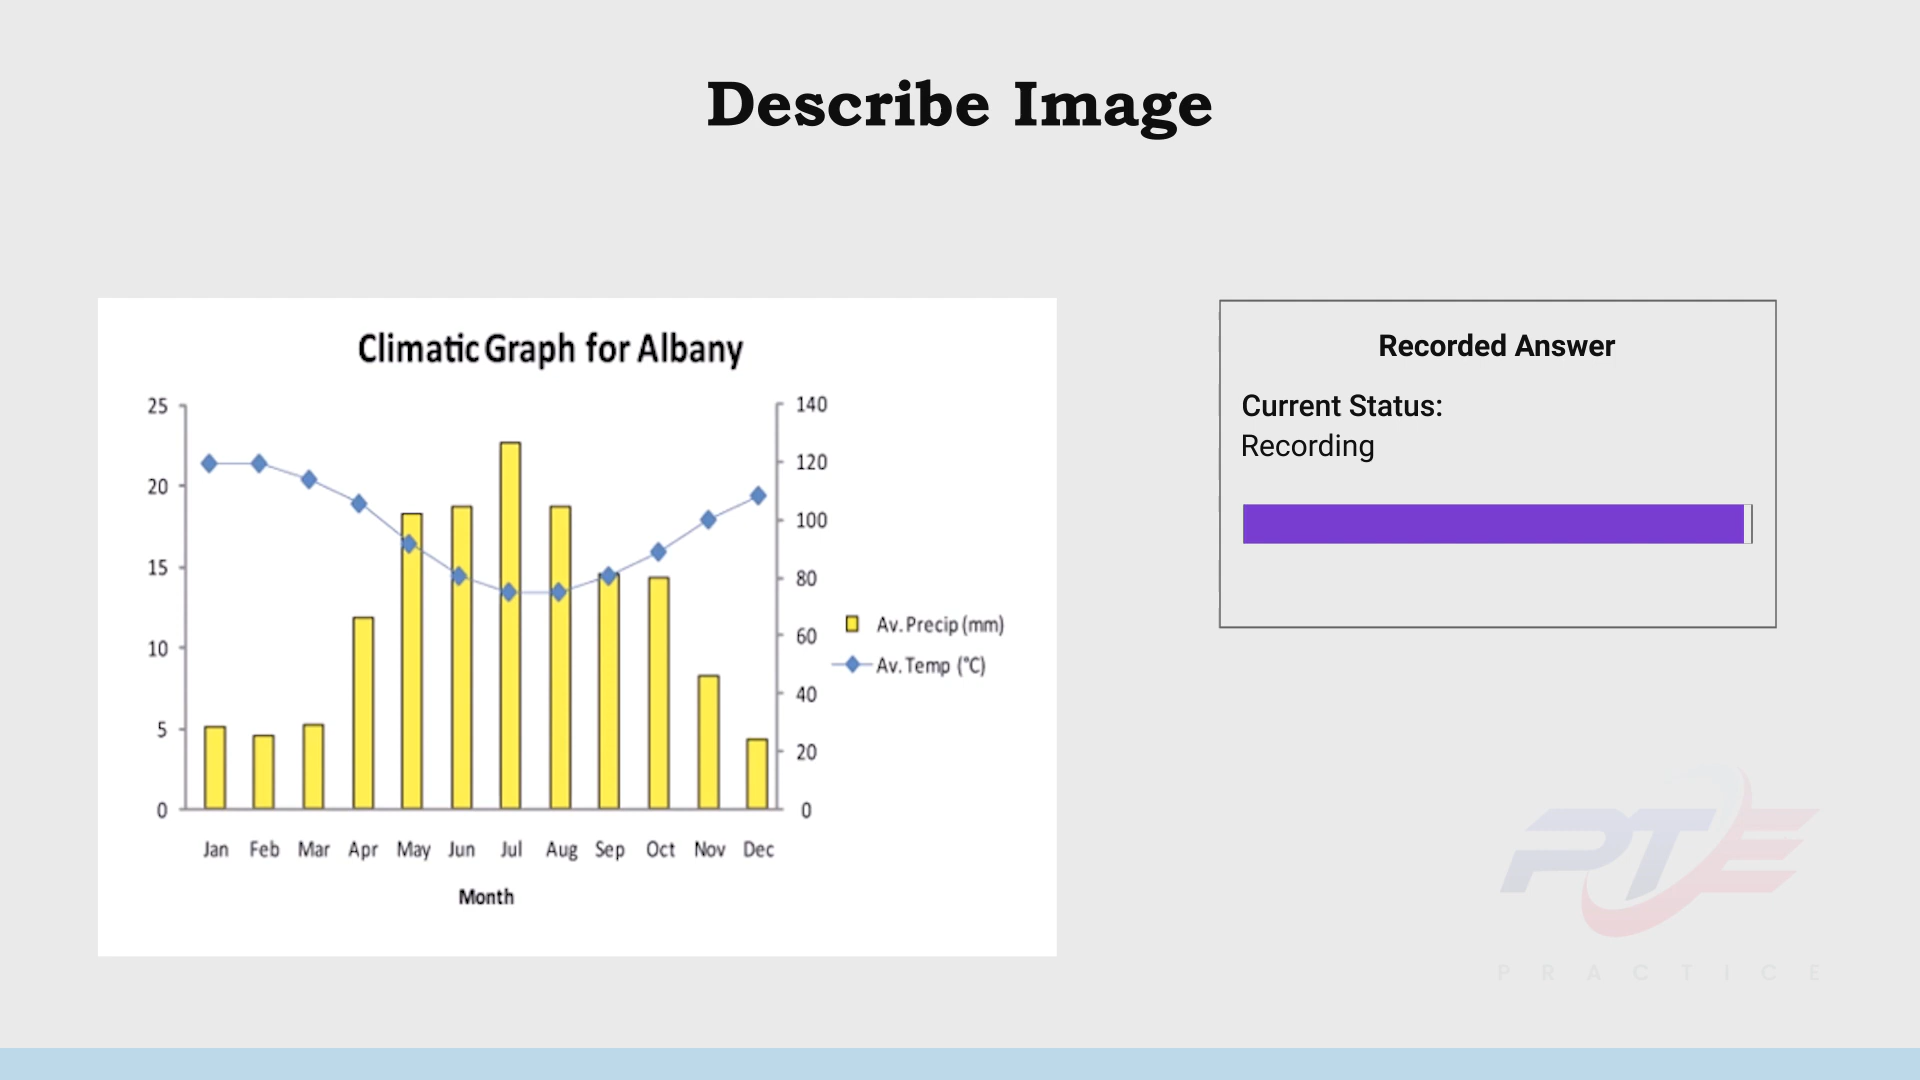 Describe Image
Climatic Graph for Albany
25
20
15
10
5
0
140
120
100
80
60
40
20
0
Av. Precip (mm)
Av. Temp (°C)
Jan Feb Mar Apr May Jun Jul Aug Sep Oct Nov Dec
Month
Recorded Answer
Current Status:
Recording
PTE
PRACTICE